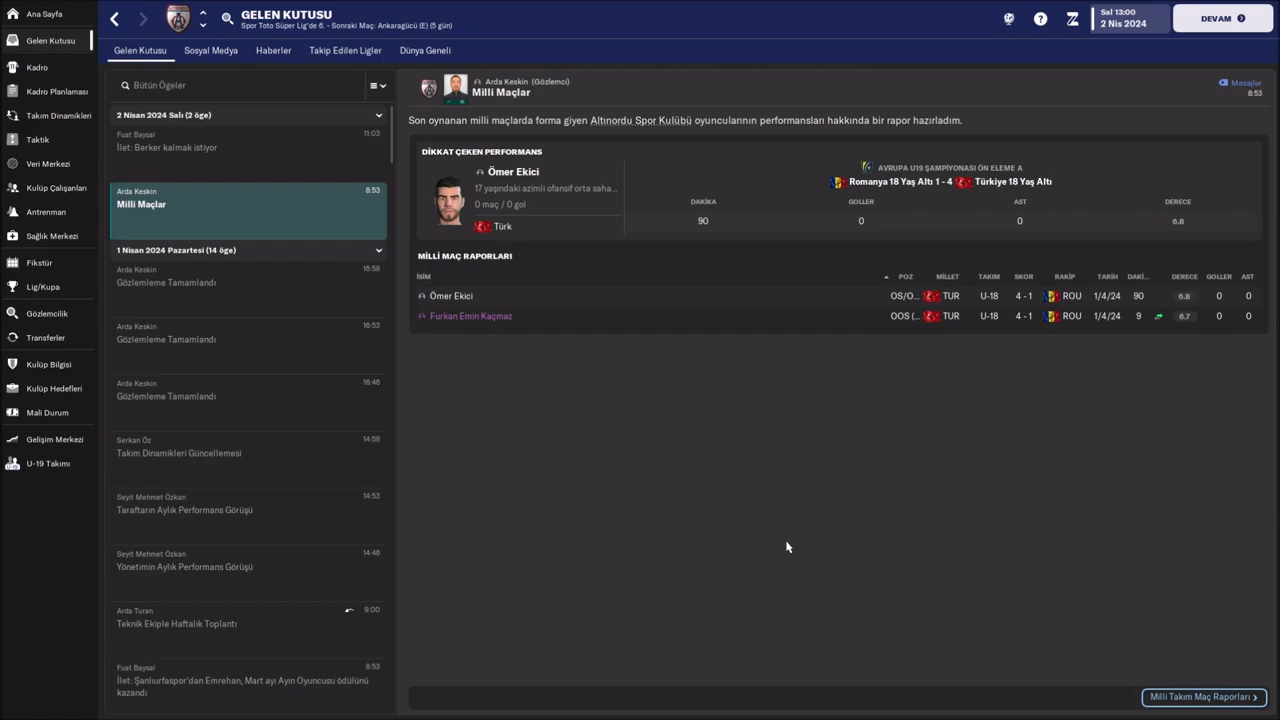 Ana Sayfa
Gelen Kutusu
Kadro
Kadro Planlaması
Takım Dinamikleri
Taktik
Veri Merkezi
Kulüp Çalışanları
Antrenman
Sağlık Merkezi
Fikstür
Lig/Kupa
Gözlemcilik
Transferler
Kulüp Bilgisi
Kulüp Hedefleri
Mali Durum
Gelişim Merkezi
U-19 Takımı
GELEN KUTUSU
Spor Toto Süper Lig'de 6. - Sonraki Maç: Ankaragücü (E) (5 gün)
Sal 13:00
2 Nis 2024
DEVAM
Gelen Kutusu Sosyal Medya Haberler Takip Edilen Ligler Dünya Geneli
Bütün Ögeler
2 Nisan 2024 Salı (2 öge)
Fuat Baysal 11:03
İlet: Berker kalmak istiyor
Arda Keskin 8:53
Milli Maçlar
1 Nisan 2024 Pazartesi (14 öge)
Arda Keskin 16:58
Gözlemleme Tamamlandı
Arda Keskin 16:53
Gözlemleme Tamamlandı
Arda Keskin 16:46
Gözlemleme Tamamlandı
Serkan Öz 14:58
Takım Dinamikleri Güncellemesi
Seyit Mehmet Özkan 14:53
Taraftarın Aylık Performans Görüşü
Seyit Mehmet Özkan 14:46
Yönetimin Aylık Performans Görüşü
Arda Turan 9:00
Teknik Ekiple Haftalık Toplantı
Fuat Baysal 8:53
İlet: Şanlıurfaspor'dan Emrehan, Mart ayı Ayın Oyuncusu ödülünü
kazandı
Arda Keskin (Gözlemci)
Milli Maçlar
Mesajlar
8:53
Son oynanan milli maçlarda forma giyen Altınordu Spor Kulübü oyuncularının performansları hakkında bir rapor hazırladım.
DİKKAT ÇEKEN PERFORMANS
Ömer Ekici
17 yaşındaki azimli ofansif orta saha...
0 maç / 0 gol
Türk
AVRUPA U19 ŞAMPİYONASI ÖN ELEME A
Romanya 18 Yaş Altı 1 - 4 Türkiye 18 Yaş Altı
DAKİKA GOLLER AST DERECE
90 0 0 6.8
MİLLİ MAÇ RAPORLARI
İSİM POZ MİLLET TAKIM SKOR RAKİP TARİH DAKİ... DERECE GOLLER AST
Ömer Ekici OS/O... TUR U-18 4 - 1 ROU 1/4/24 90 6.8 0 0
Furkan Emin Kaçmaz OOS (... TUR U-18 4 - 1 ROU 1/4/24 9 6.7 0 0
Milli Takım Maç Raporları